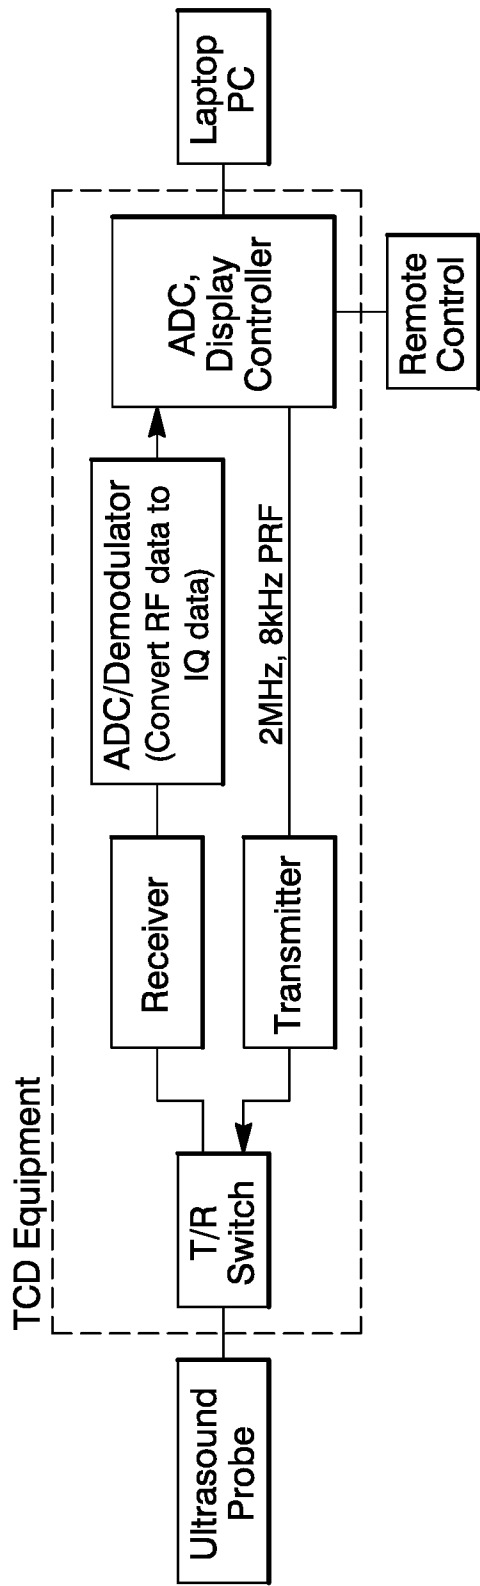 TCD Equipment
Ultrasound
Probe
T/R
Switch
Receiver
Transmitter
ADC/Demodulator
(Convert RF data to
IQ data)
2MHz, 8kHz PRF
ADC,
Display
Controller
Laptop
PC
Remote
Control